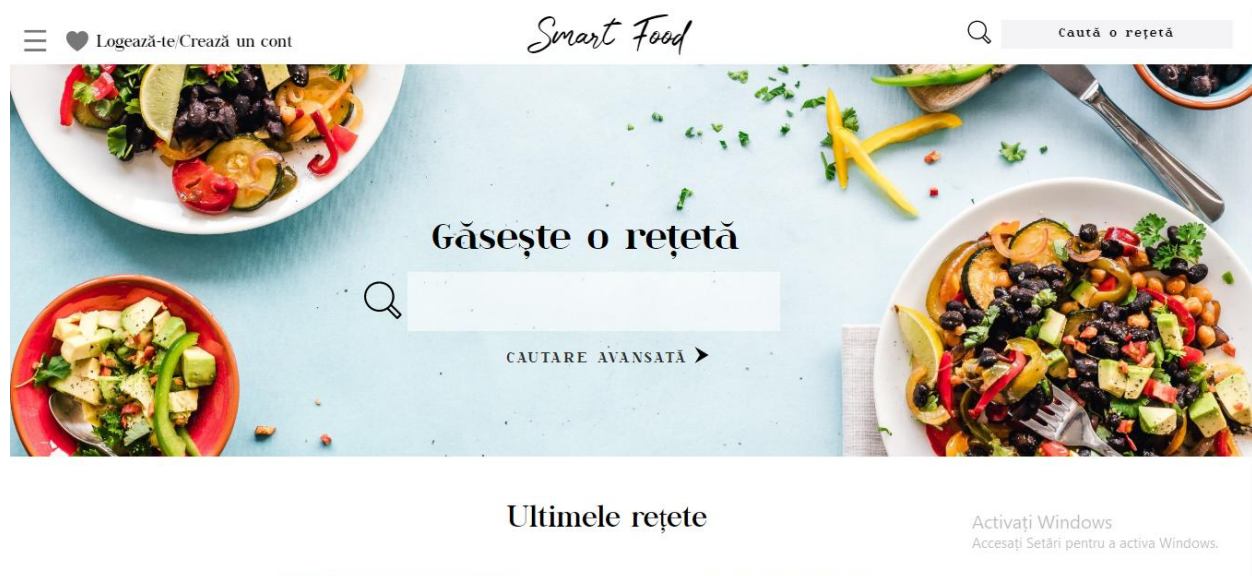 Logează-te/Crează un cont
Smart Food
Caută o rețetă
Găsește o rețetă
CAUTARE AVANSATĂ
Ultimele rețete
Activați Windows
Accesați Setări pentru a activa Windows.